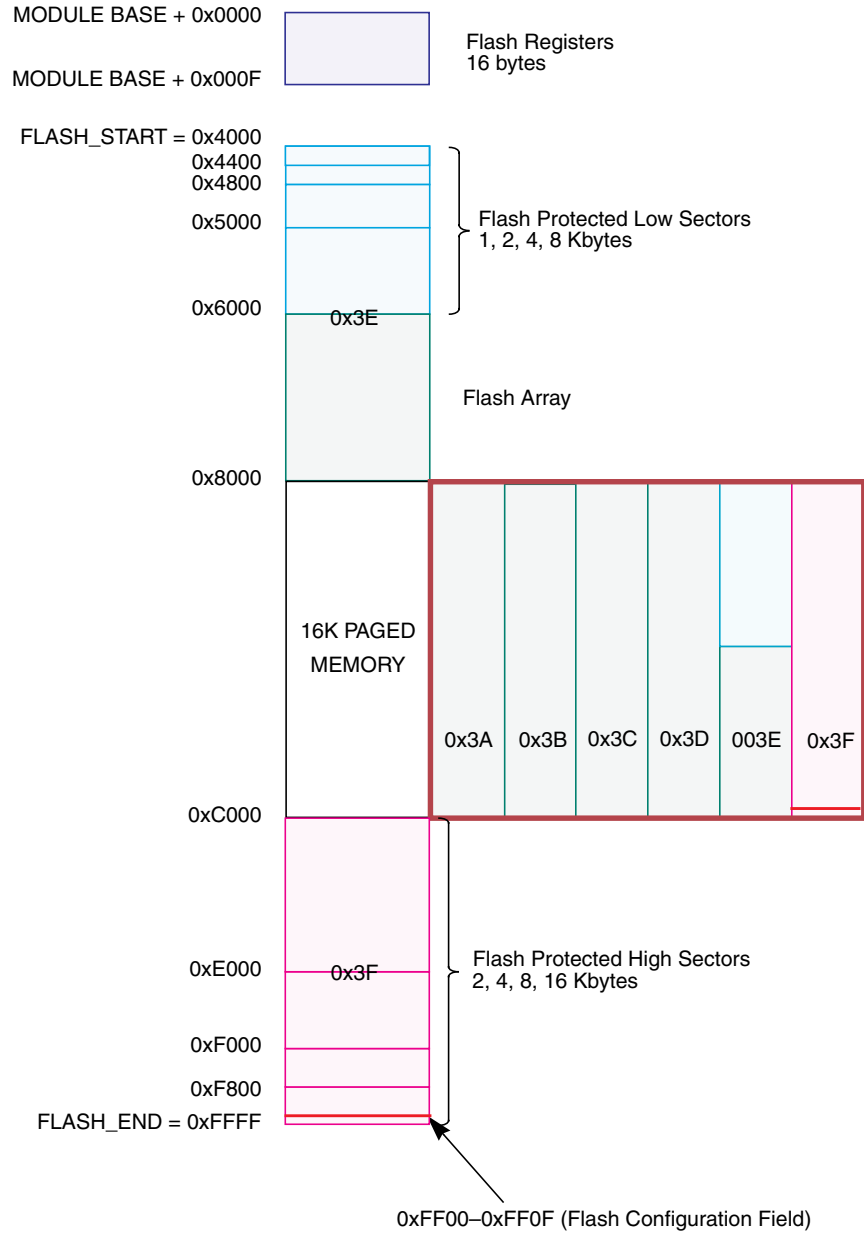 MODULE BASE + 0x0000
Flash Registers
16 bytes
MODULE BASE + 0x000F
FLASH_START = 0x4000
0x4400
0x4800
0x5000
Flash Protected Low Sectors
1, 2, 4, 8 Kbytes
0x6000
0x3E
Flash Array
0x8000
16K PAGED
MEMORY
0x3A
0x3B
0x3C
0x3D
003E
0x3F
0xC000
Flash Protected High Sectors
2, 4, 8, 16 Kbytes
0xE000
0x3F
0xF000
0xF800
FLASH_END = 0xFFFF
0xFF00–0xFF0F (Flash Configuration Field)